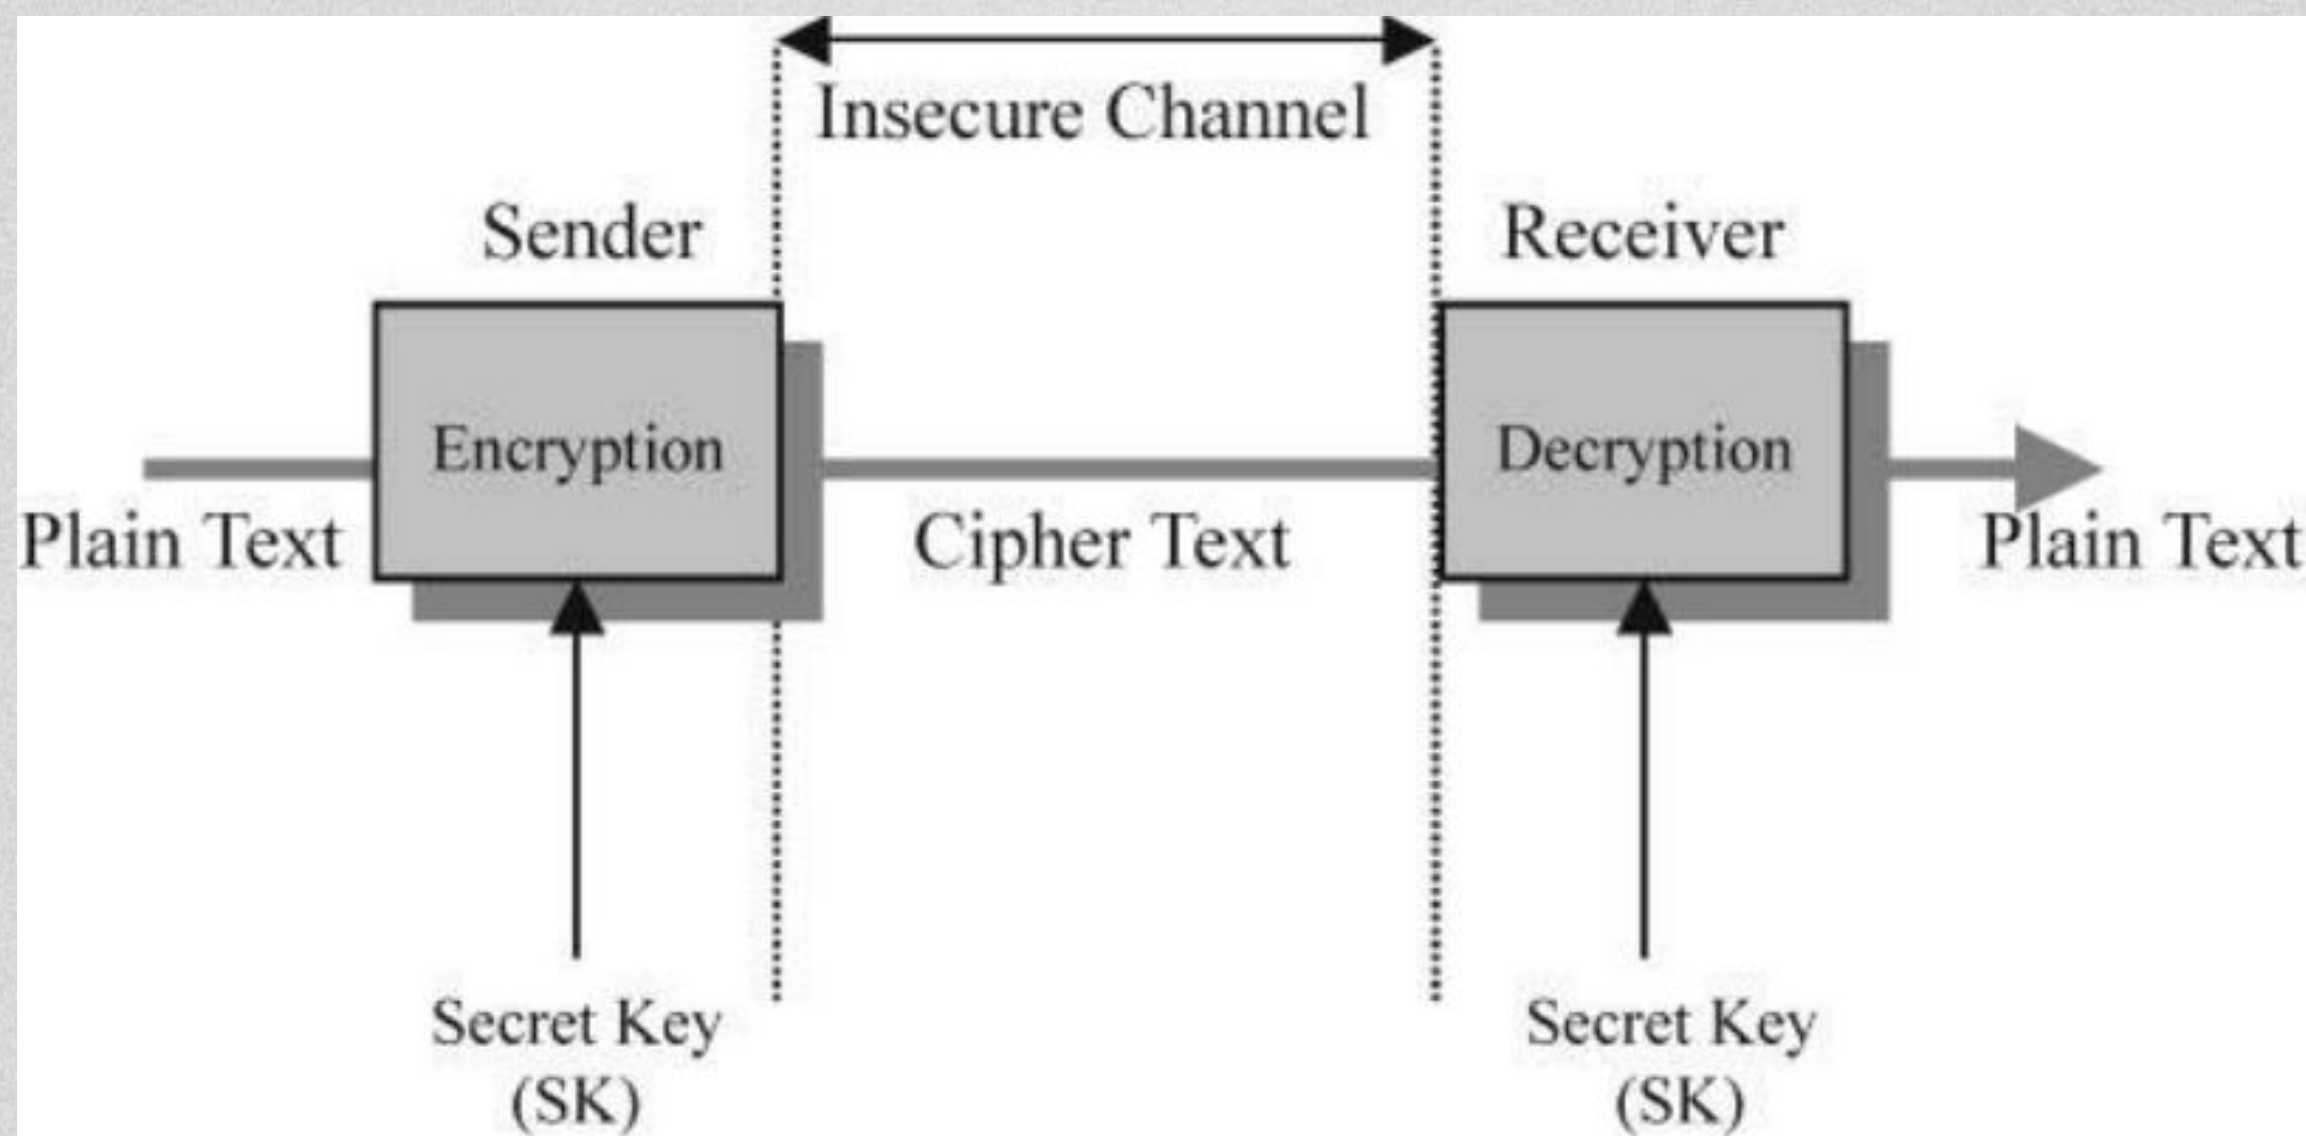 Insecure Channel
Sender
Receiver
Encryption
Decryption
Plain Text
Cipher Text
Plain Text
Secret Key
(SK)
Secret Key
(SK)